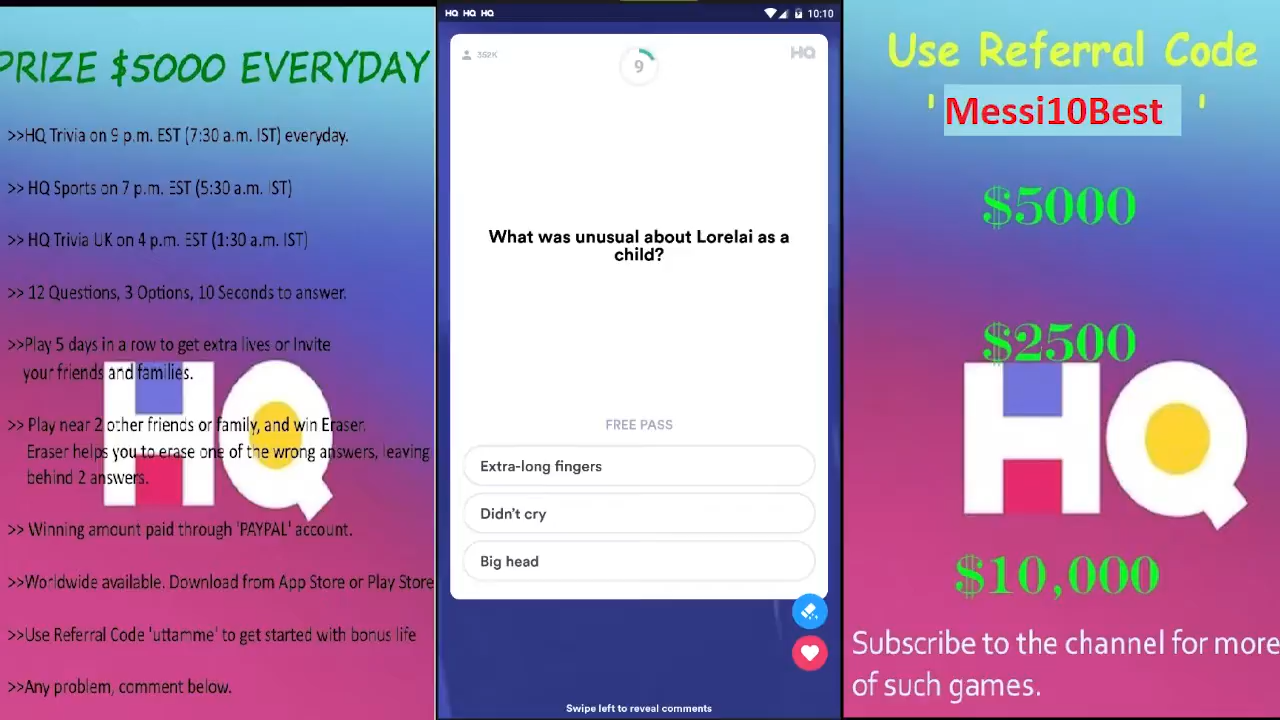 PRIZE $5000 EVERYDAY
>>HQ Trivia on 9 p.m. EST (7:30 a.m. IST) everyday.
>> HQ Sports on 7 p.m. EST (5:30 a.m. IST)
>> HQ Trivia UK on 4 p.m. EST (1:30 a.m. IST)
>> 12 Questions, 3 Options, 10 Seconds to answer.
>>Play 5 days in a row to get extra lives or Invite
your friends and families.
>> Play near 2 other friends or family, and win Eraser.
Eraser helps you to erase one of the wrong answers, leaving
behind 2 answers.
>> Winning amount paid through 'PAYPAL' account.
>>Worldwide available. Download from App Store or Play Store
>>Use Referral Code 'uttamme' to get started with bonus life
>>Any problem, comment below.
HQ
HQ HQ HQ 10:10
352K 9 HQ
What was unusual about Lorelai as a
child?
FREE PASS
Extra-long fingers
Didn't cry
Big head
Swipe left to reveal comments
Use Referral Code
' Messi10Best '
$5000
$2500
HQ
$10,000
Subscribe to the channel for more
of such games.